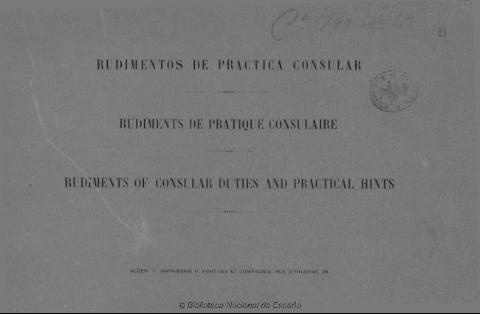 RUDIMENTOS DE PRACTICA CONSULAR
RUDIMENTS DE PRATIQUE CONSULAIRE
RUDIMENTS OF CONSULAR DUTIES AND PRACTICAL HINTS
ALGER. — IMPRIMERIE P. FONTANA ET COMPAGNIE, RUE D'ORLÉANS, 29.
© Biblioteca Nacional de España